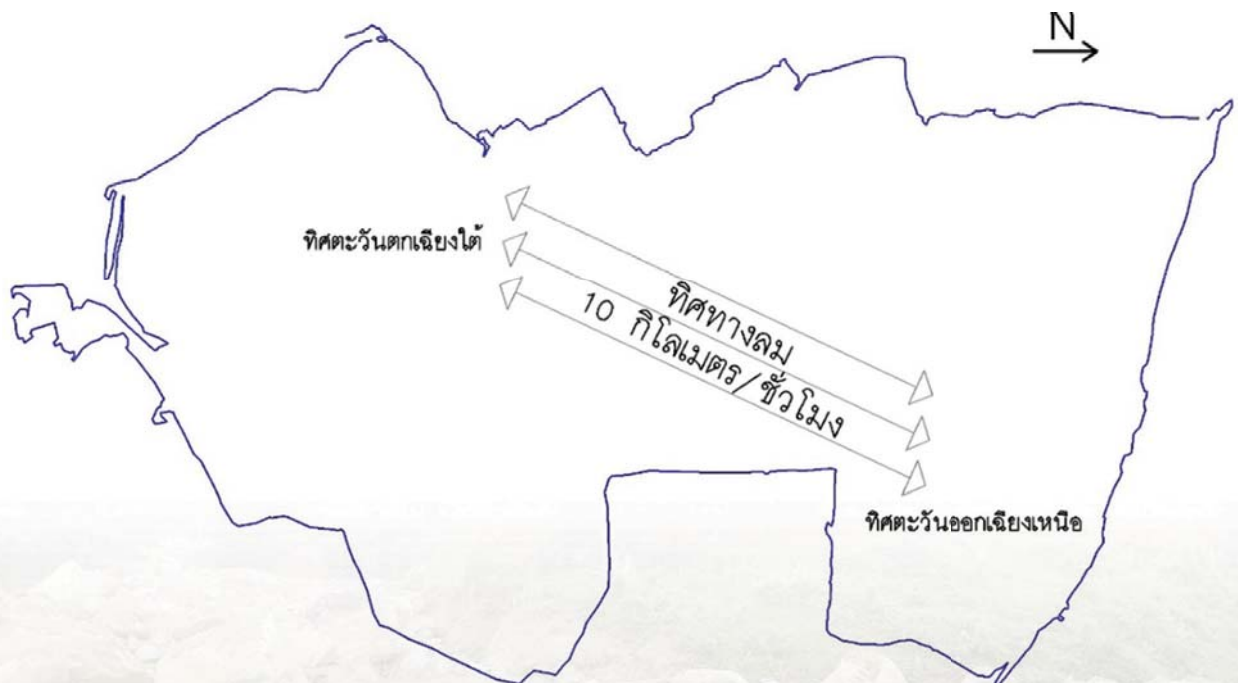 N
ทิศตะวันตกเฉียงใต้
ทิศทางลม
10 กิโลเมตร/ชั่วโมง
ทิศตะวันออกเฉียงเหนือ